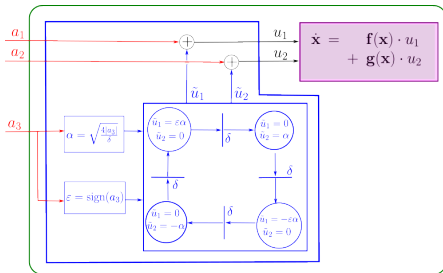 a₁
a₂
a₃
u₁
u₂
ẋ = f(x) · u₁
+ g(x) · u₂
ũ₁
ũ₂
α = √(4|a₃|/δ)
ε = sign(a₃)
ũ₁ = εα
ũ₂ = 0
δ
ũ₁ = 0
ũ₂ = α
δ
ũ₁ = −εα
ũ₂ = 0
δ
ũ₁ = 0
ũ₂ = −α
δ